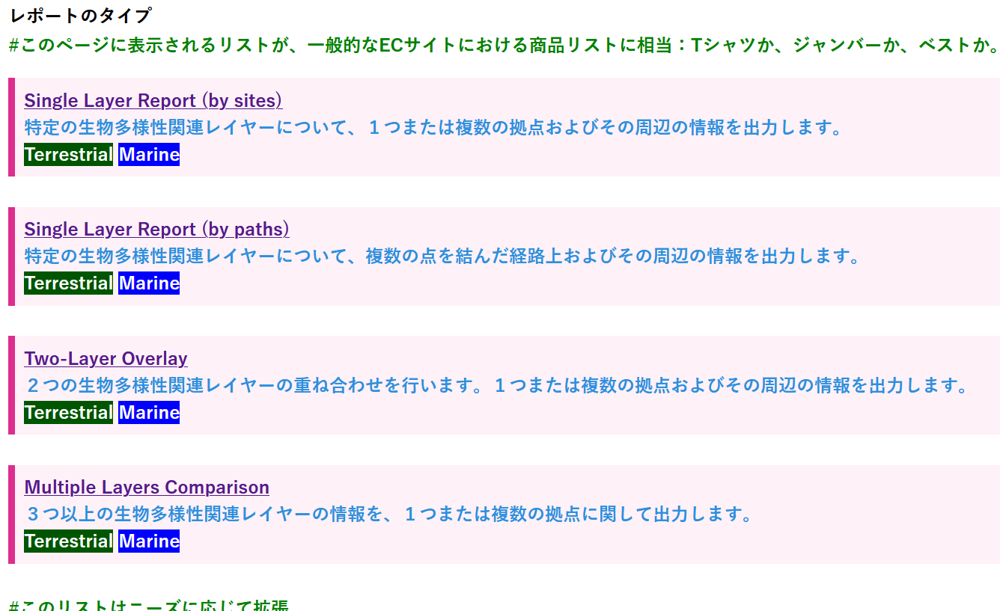 レポートのタイプ
#このページに表示されるリストが、一般的なECサイトにおける商品リストに相当：Tシャツか、ジャンパーか、ベストか。
Single Layer Report (by sites)
特定の生物多様性関連レイヤーについて、１つまたは複数の拠点およびその周辺の情報を出力します。
Terrestrial Marine
Single Layer Report (by paths)
特定の生物多様性関連レイヤーについて、複数の点を結んだ経路上およびその周辺の情報を出力します。
Terrestrial Marine
Two-Layer Overlay
２つの生物多様性関連レイヤーの重ね合わせを行います。１つまたは複数の拠点およびその周辺の情報を出力します。
Terrestrial Marine
Multiple Layers Comparison
３つ以上の生物多様性関連レイヤーの情報を、１つまたは複数の拠点に関して出力します。
Terrestrial Marine
#このリストはニーズに応じて拡張